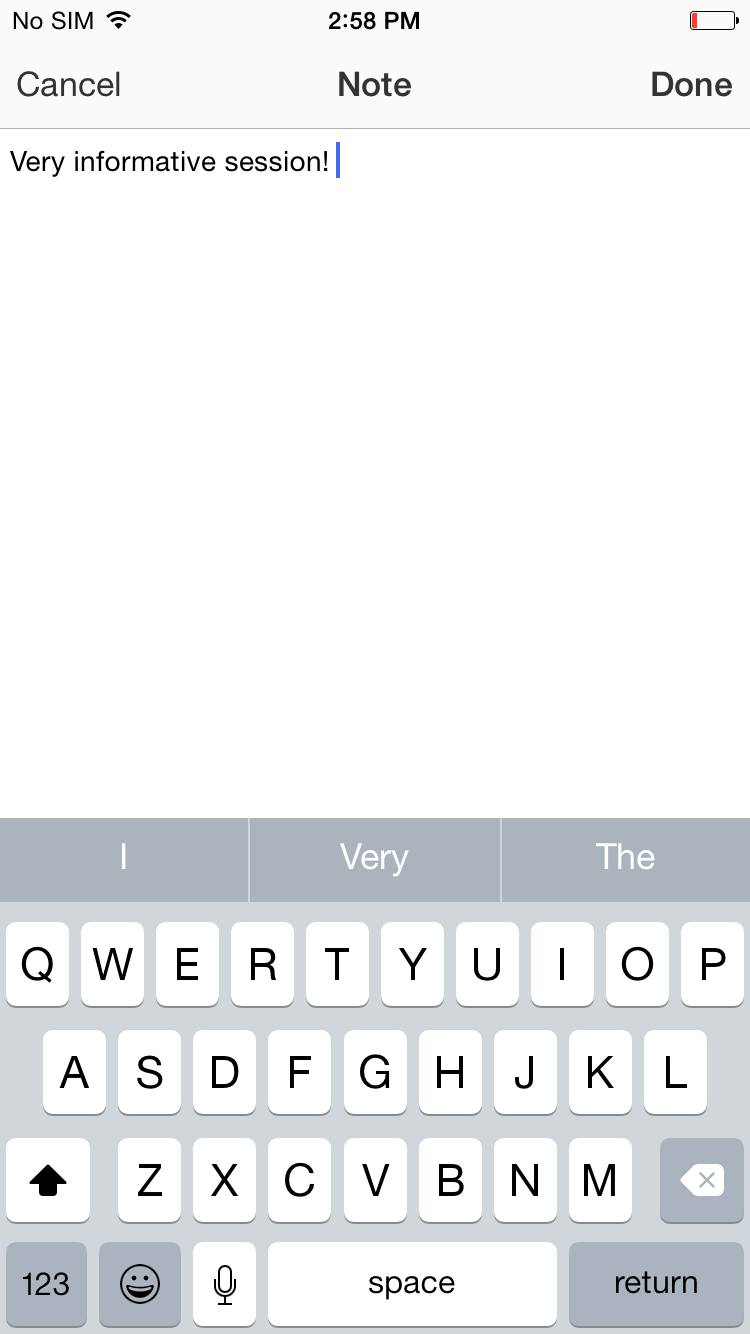 No SIM 2:58 PM
Cancel Note Done
Very informative session!
I Very The
Q W E R T Y U I O P
A S D F G H J K L
Z X C V B N M
123 space return